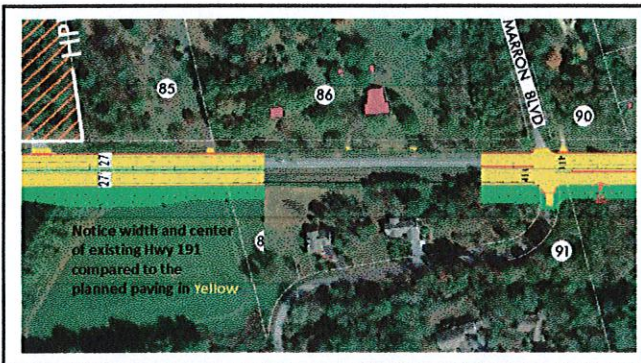 HP
MARRON BLVD
85
86
90
27' 27'
Notice width and center
of existing Hwy 191
compared to the
planned paving in Yellow
8
91